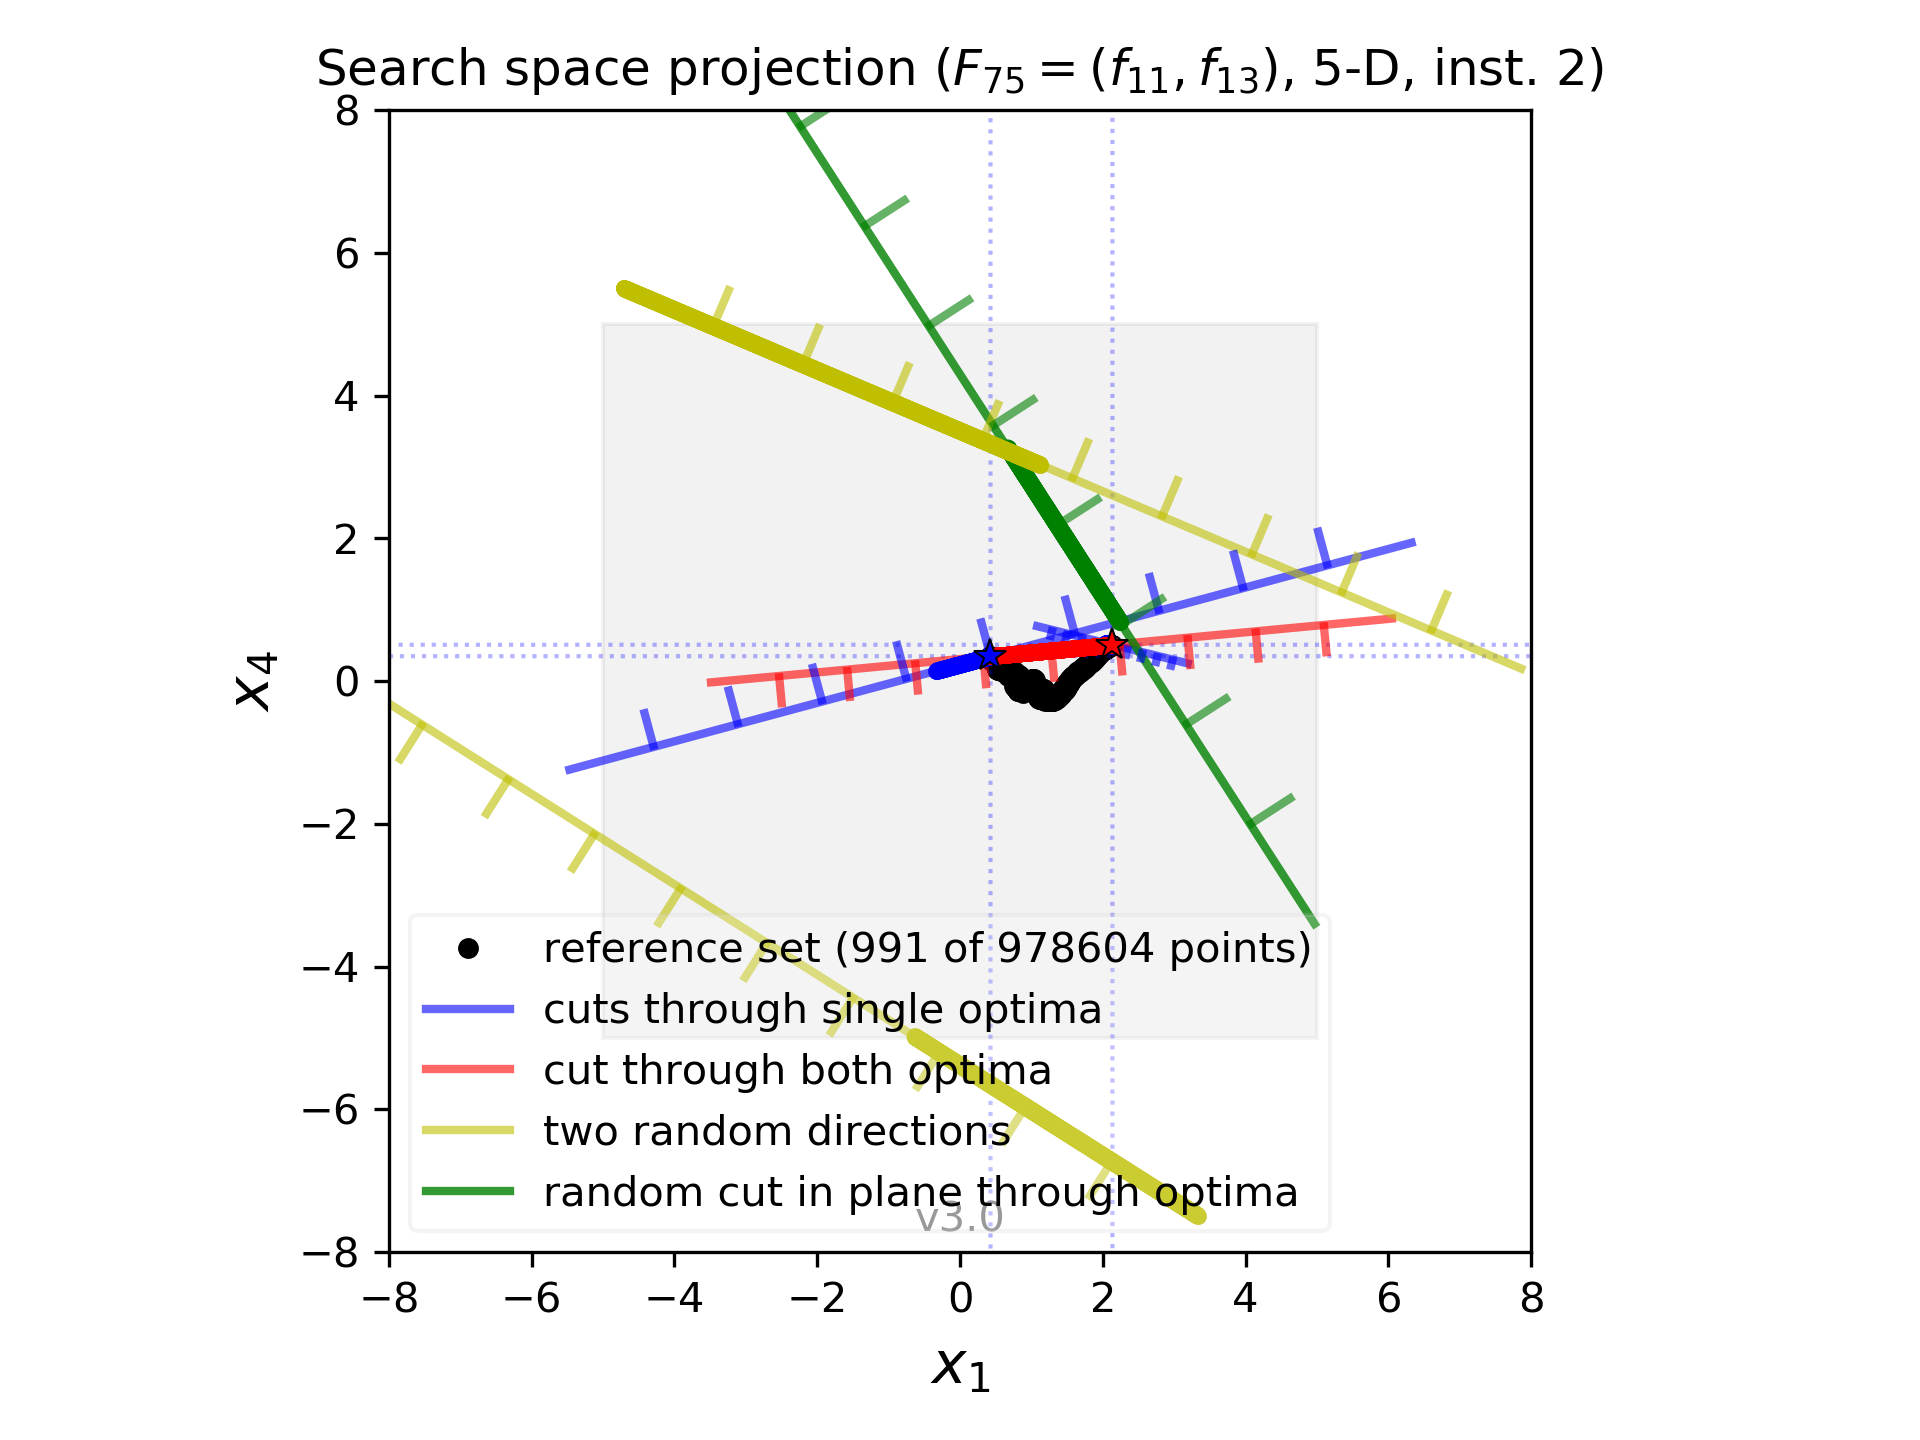 Search space projection (F₇₅ = (f₁₁, f₁₃), 5-D, inst. 2)
8
6
4
2
0
−2
−4
−6
−8
x₄
reference set (991 of 978604 points)
cuts through single optima
cut through both optima
two random directions
random cut in plane through optima
v3.0
−8 −6 −4 −2 0 2 4 6 8
x₁